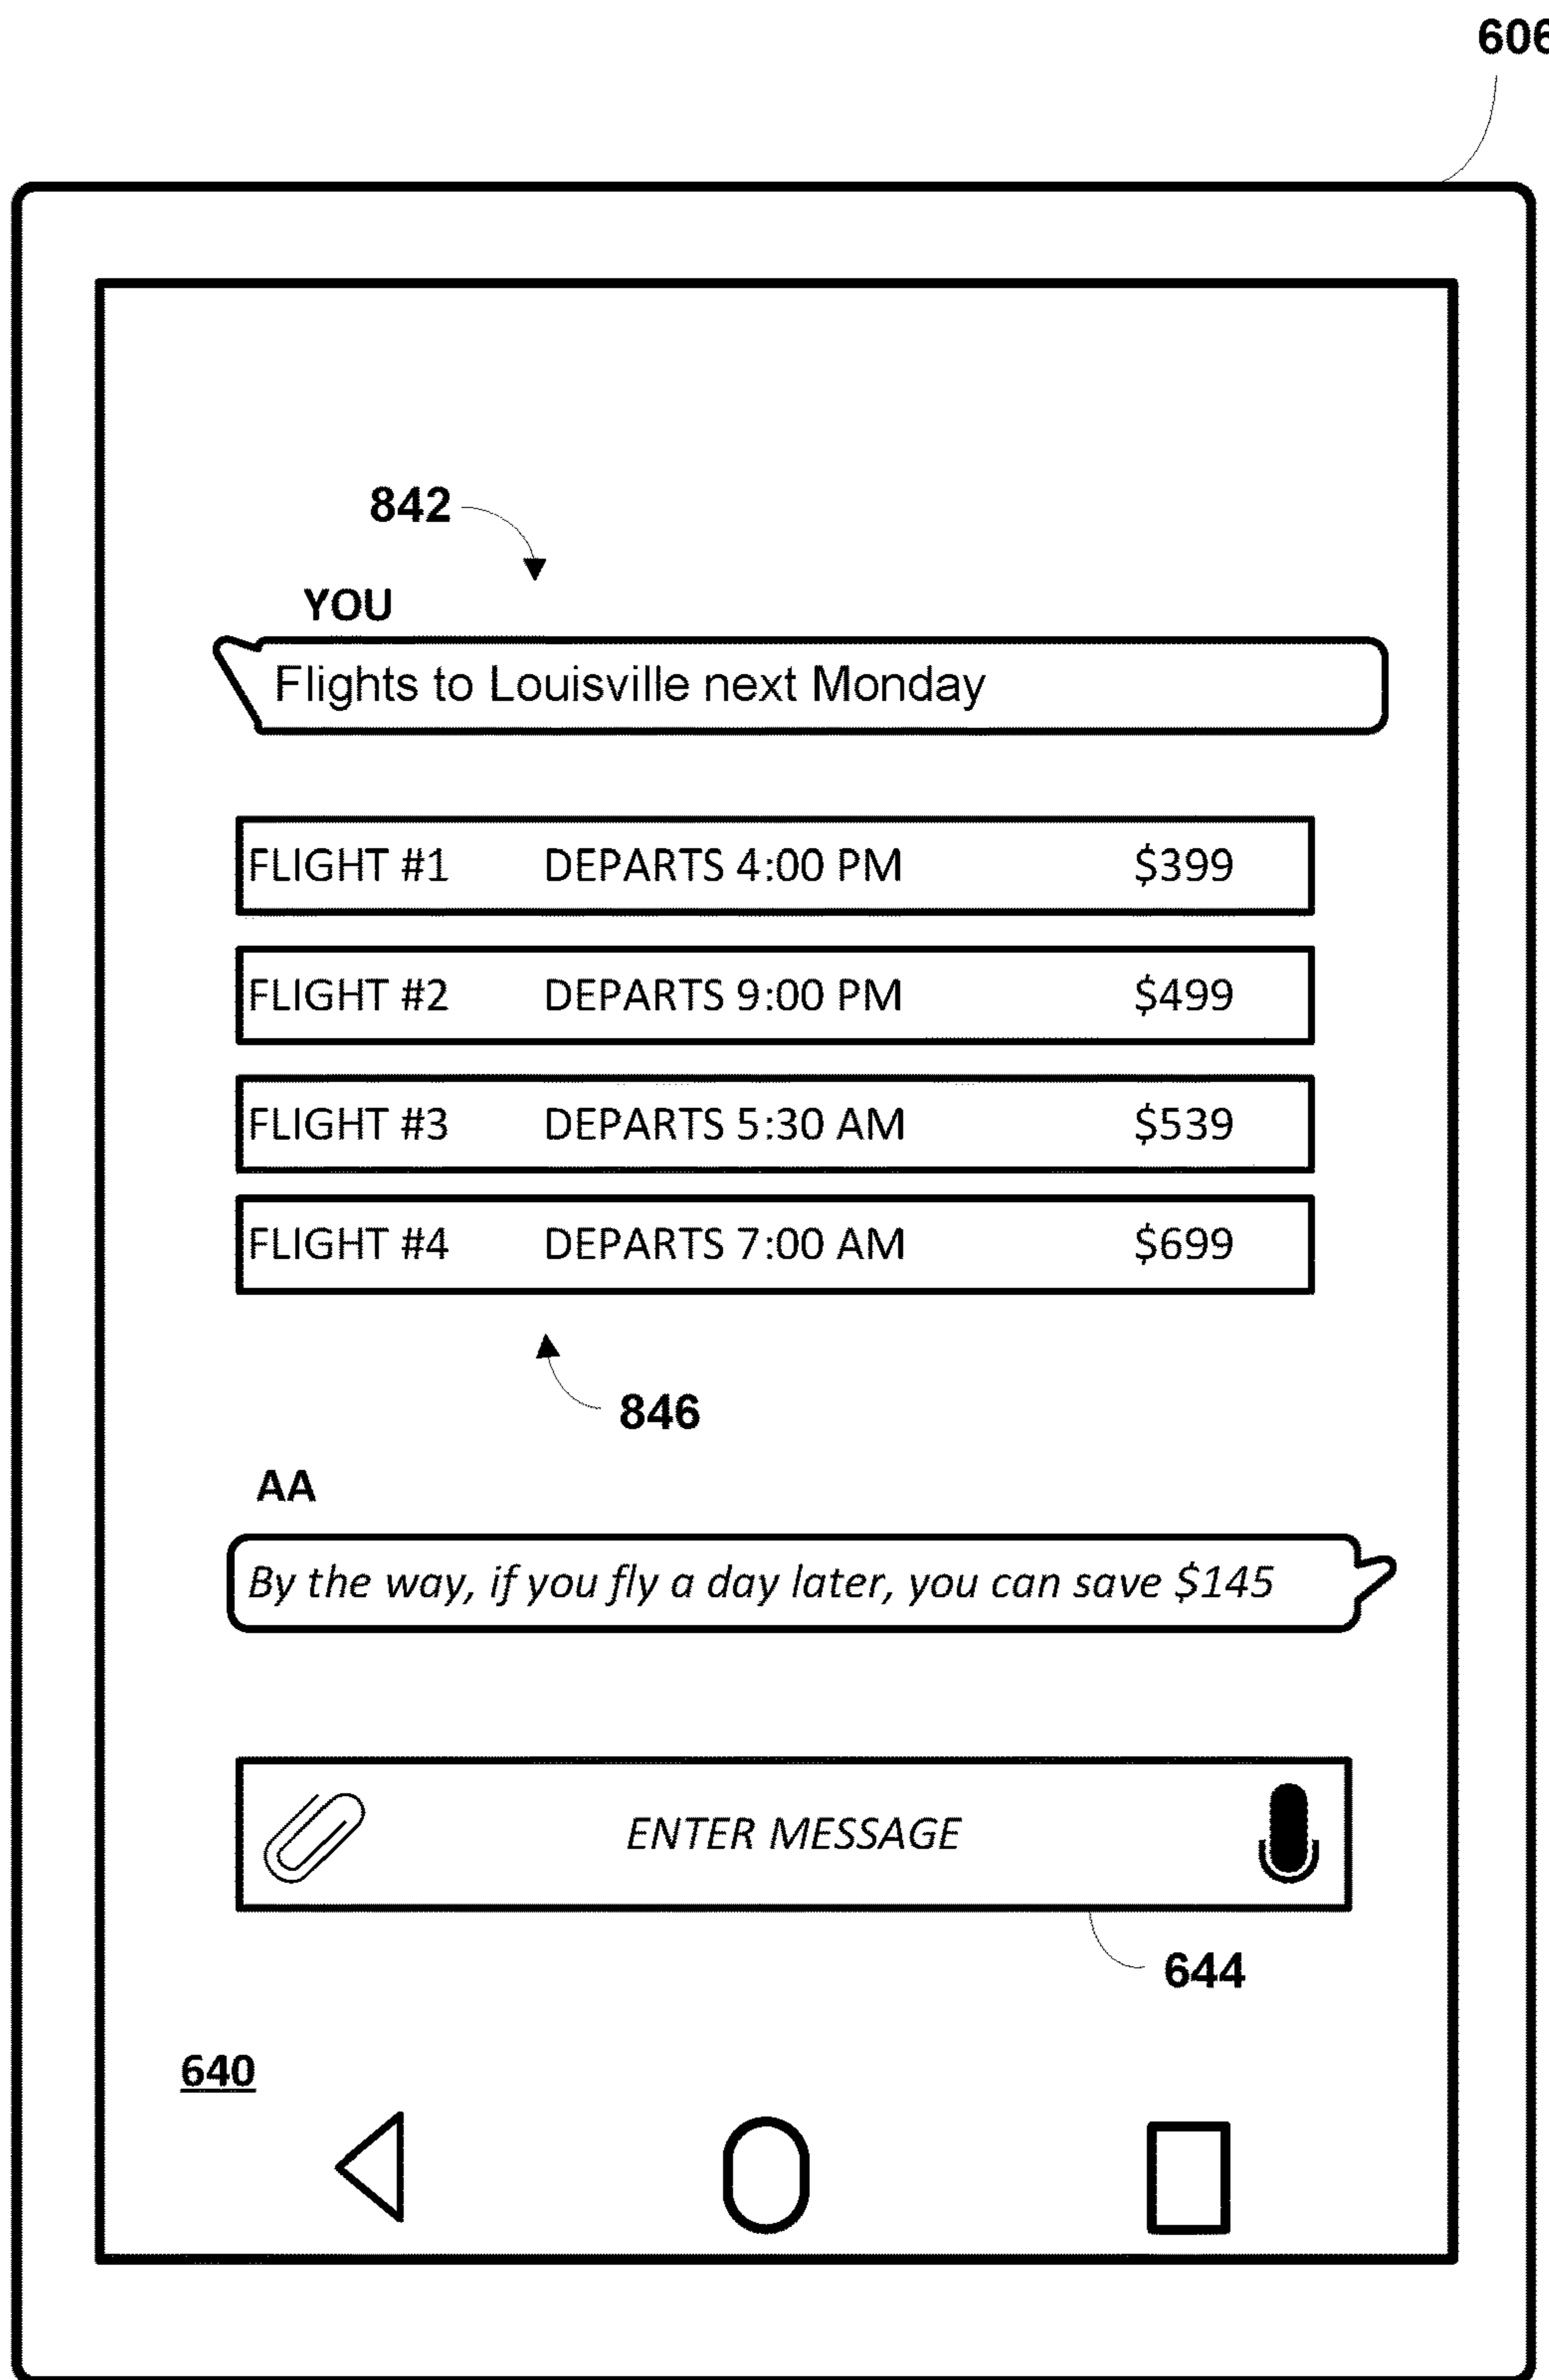 606
842
YOU
Flights to Louisville next Monday
FLIGHT #1 DEPARTS 4:00 PM $399
FLIGHT #2 DEPARTS 9:00 PM $499
FLIGHT #3 DEPARTS 5:30 AM $539
FLIGHT #4 DEPARTS 7:00 AM $699
846
AA
By the way, if you fly a day later, you can save $145
ENTER MESSAGE
644
640